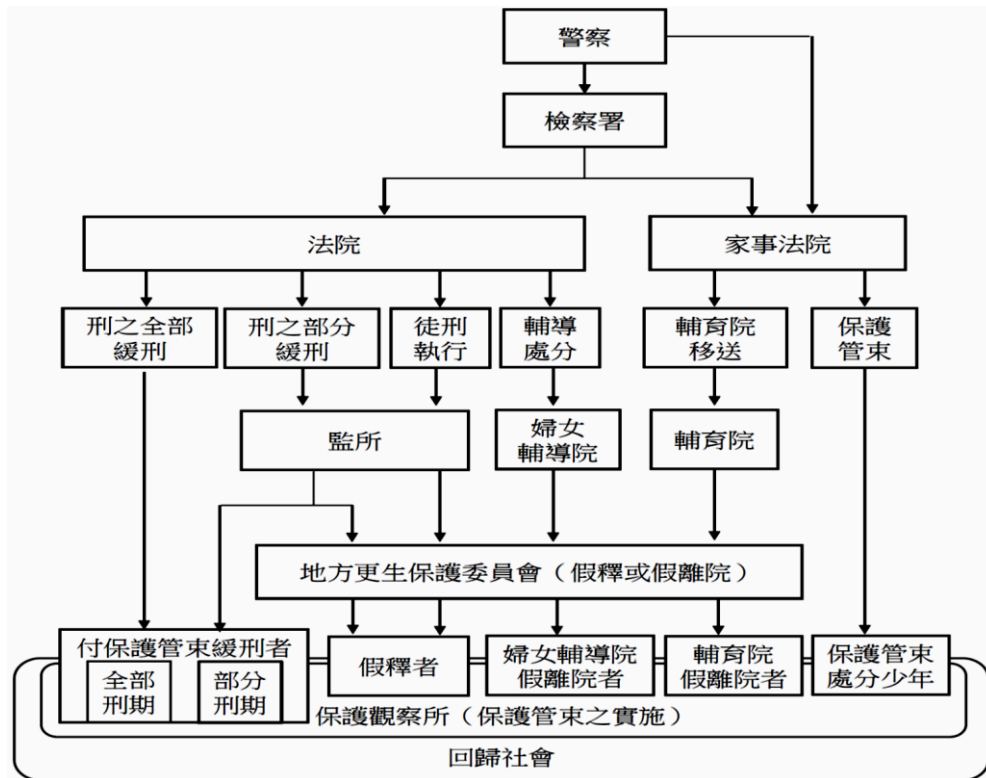 警察
檢察署
法院
家事法院
刑之全部
緩刑
刑之部分
緩刑
徒刑
執行
輔導
處分
輔育院
移送
保護
管束
監所
婦女
輔導院
輔育院
地方更生保護委員會（假釋或假離院）
付保護管束緩刑者
全部
刑期
部分
刑期
假釋者
婦女輔導院
假離院者
輔育院
假離院者
保護管束
處分少年
保護觀察所（保護管束之實施）
回歸社會